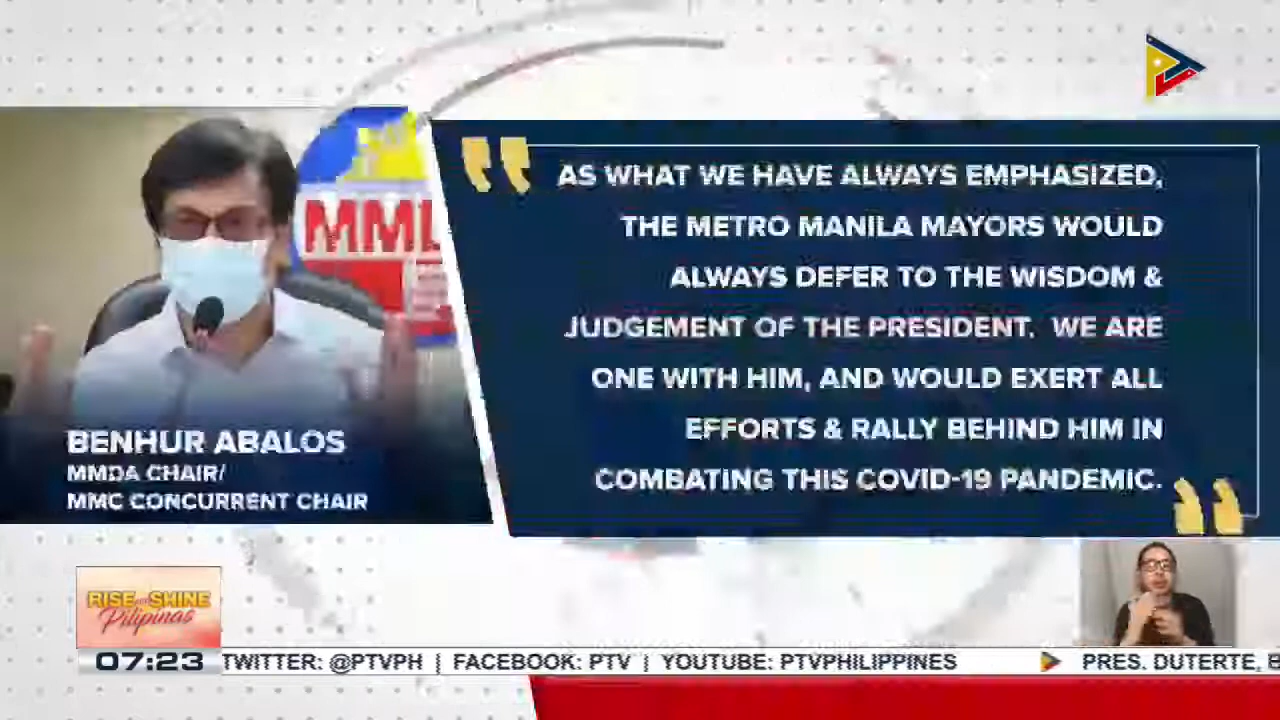 MMD
AS WHAT WE HAVE ALWAYS EMPHASIZED,
THE METRO MANILA MAYORS WOULD
ALWAYS DEFER TO THE WISDOM &
JUDGEMENT OF THE PRESIDENT. WE ARE
ONE WITH HIM, AND WOULD EXERT ALL
EFFORTS & RALLY BEHIND HIM IN
COMBATING THIS COVID-19 PANDEMIC.
BENHUR ABALOS
MMDA CHAIR/
MMC CONCURRENT CHAIR
RISE AND SHINE
Pilipinas
07:23 TWITTER: @PTVPH | FACEBOOK: PTV | YOUTUBE: PTVPHILIPPINES PRES. DUTERTE,